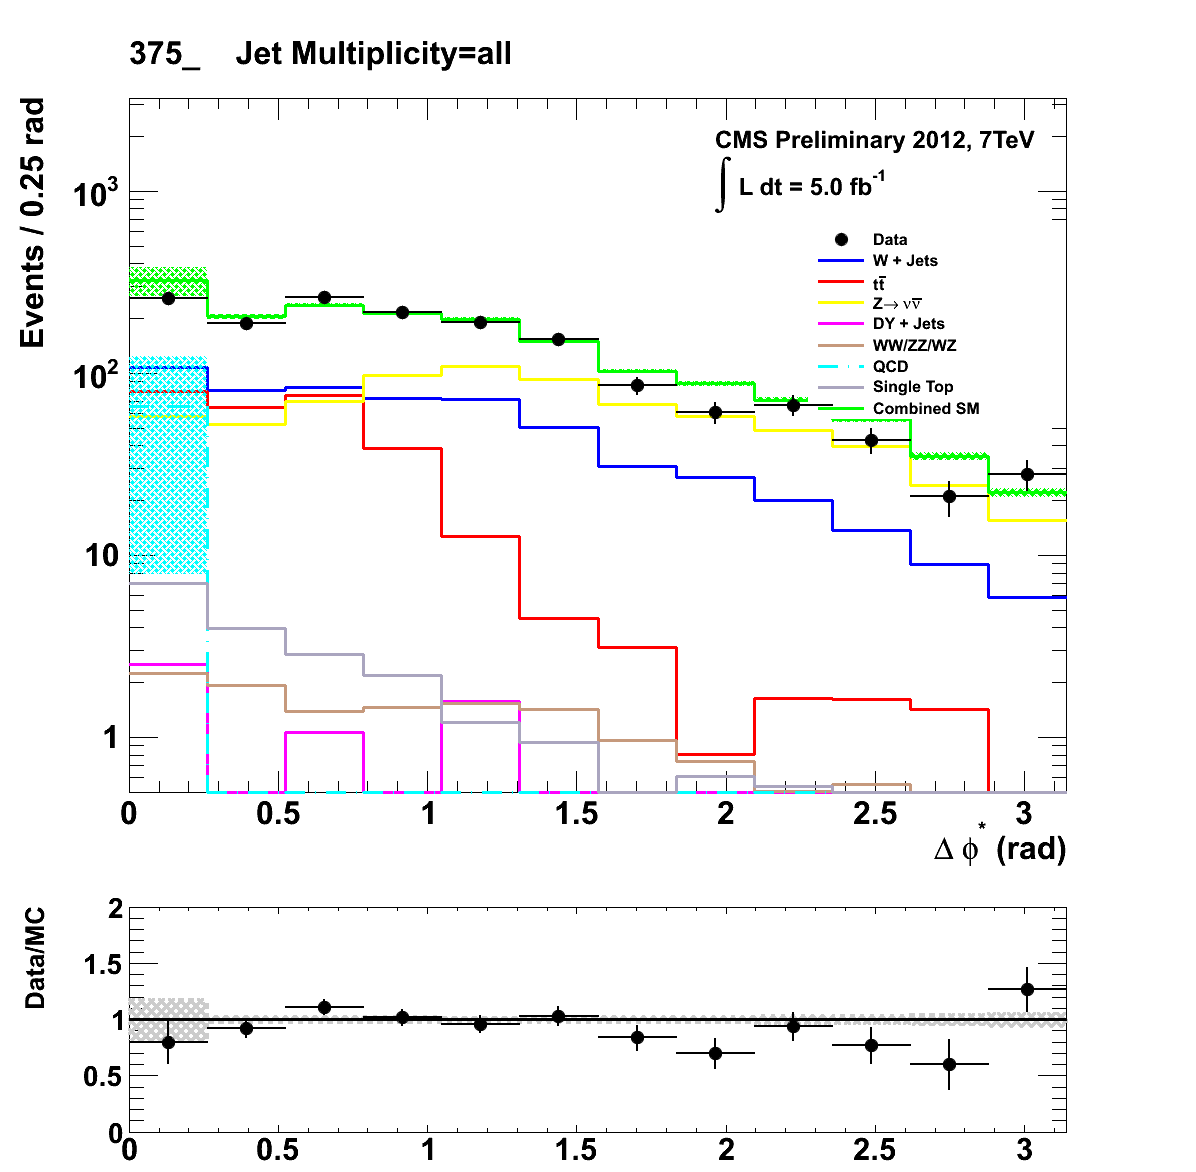 375_ Jet Multiplicity=all
Events / 0.25 rad
CMS Preliminary 2012, 7TeV
∫ L dt = 5.0 fb⁻¹
Data
W + Jets
tt̅
Z→ νν̅
DY + Jets
WW/ZZ/WZ
QCD
Single Top
Combined SM
10³
10²
10
1
0 0.5 1 1.5 2 2.5 3
Δ ϕ* (rad)
Data/MC
2
1.5
1
0.5
0
0 0.5 1 1.5 2 2.5 3